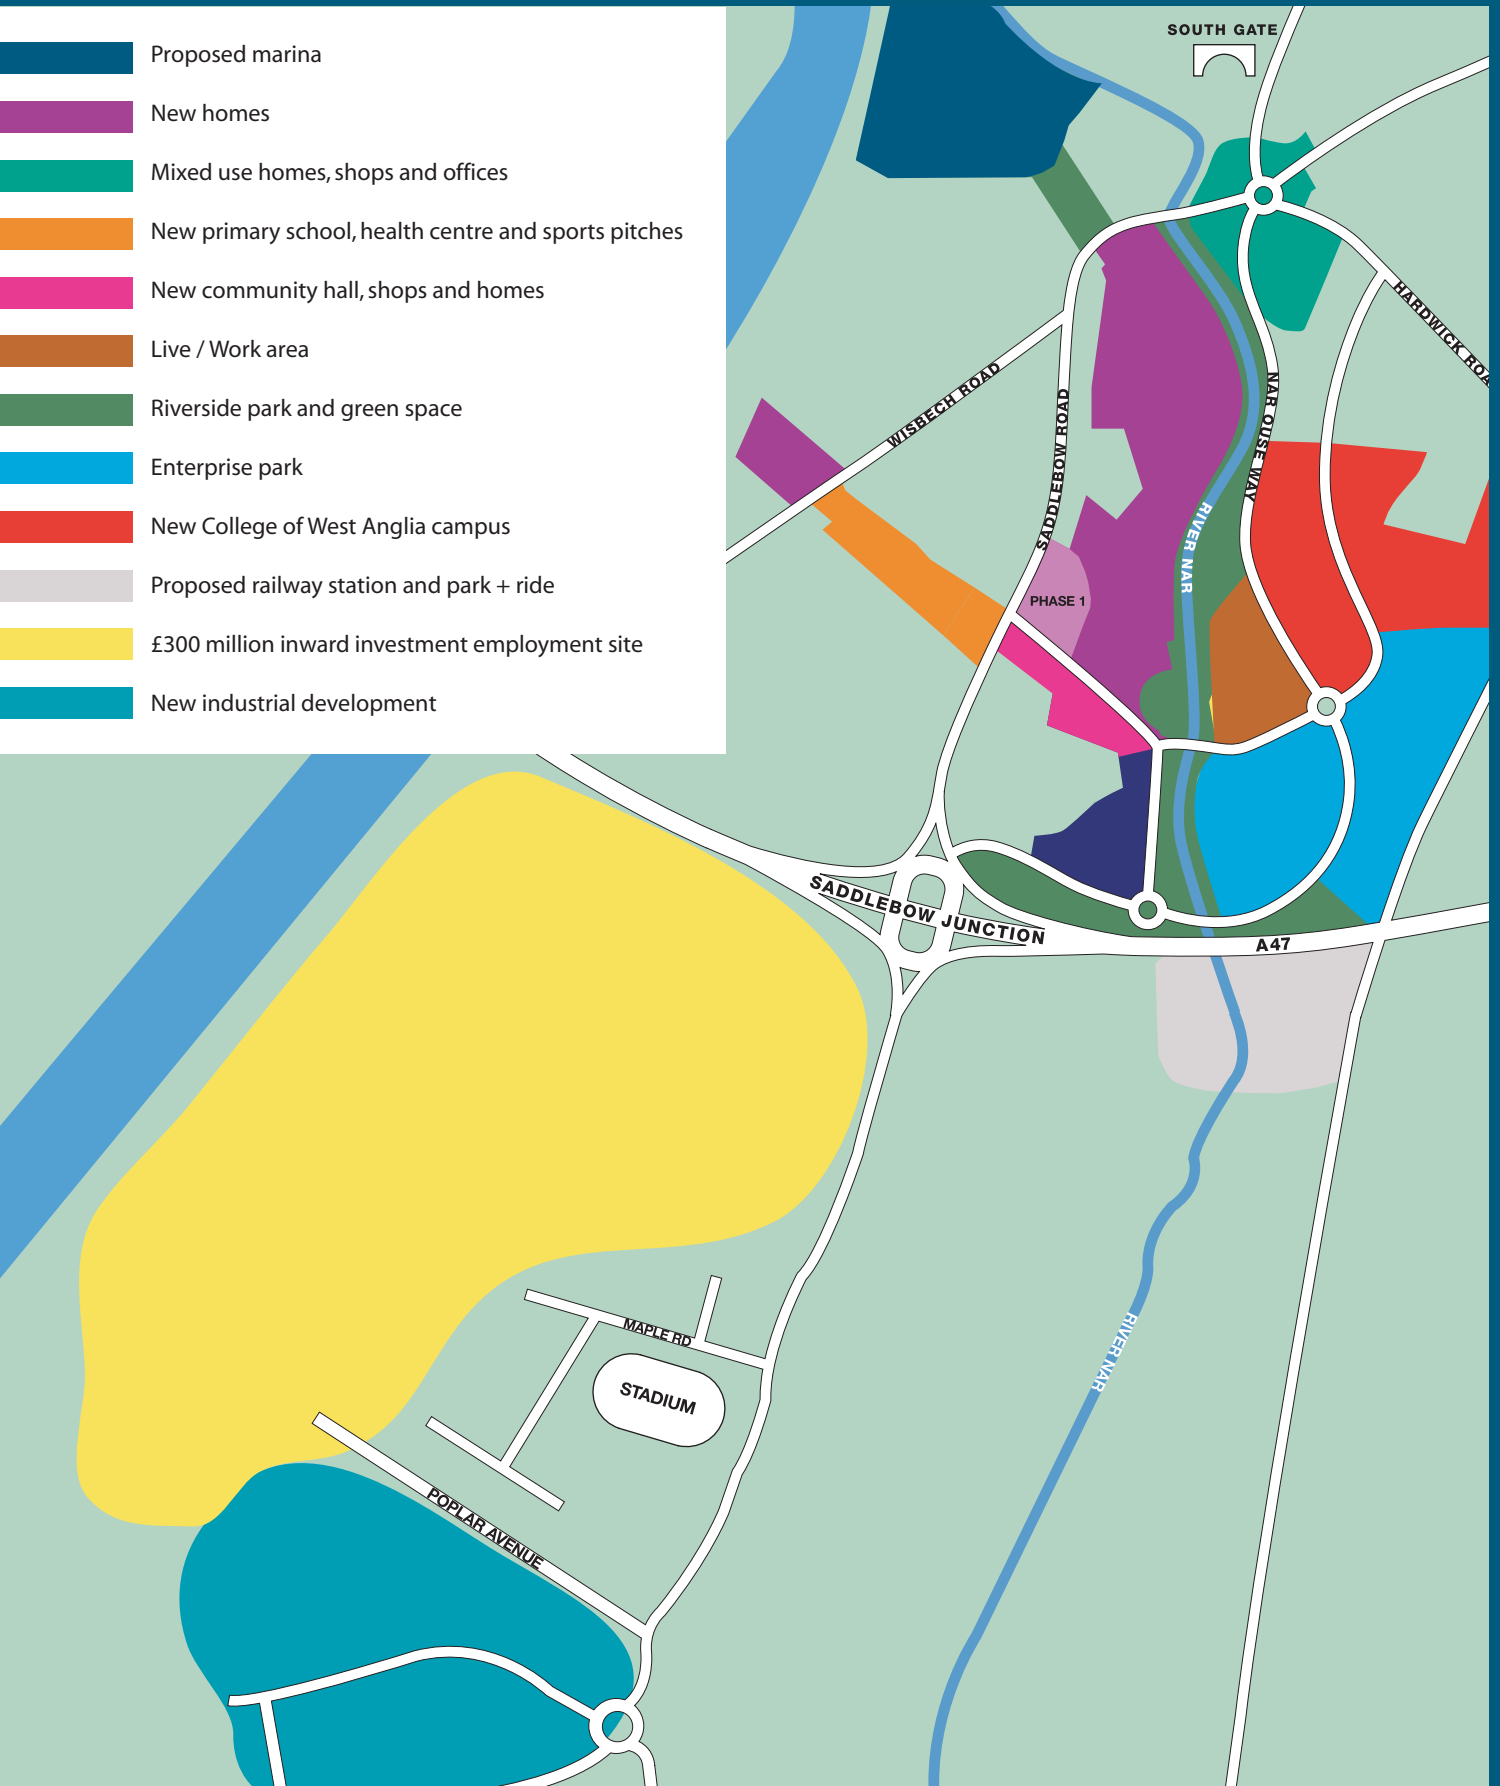 Proposed marina
New homes
Mixed use homes, shops and offices
New primary school, health centre and sports pitches
New community hall, shops and homes
Live / Work area
Riverside park and green space
Enterprise park
New College of West Anglia campus
Proposed railway station and park + ride
£300 million inward investment employment site
New industrial development
SOUTH GATE
HARDWICK ROA
WISBECH ROAD
SADDLEBOW ROAD
NAR OUSE WAY
RIVER NAR
PHASE 1
SADDLEBOW JUNCTION
A47
RIVER NAR
MAPLE RD
STADIUM
POPLAR AVENUE